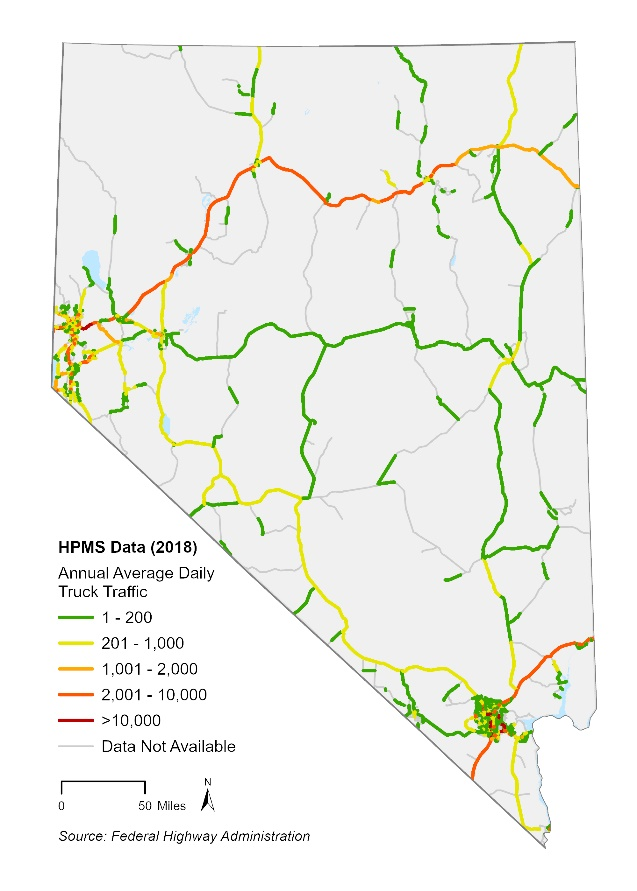 HPMS Data (2018)
Annual Average Daily
Truck Traffic
1 - 200
201 - 1,000
1,001 - 2,000
2,001 - 10,000
>10,000
Data Not Available
N
0 50 Miles
Source: Federal Highway Administration